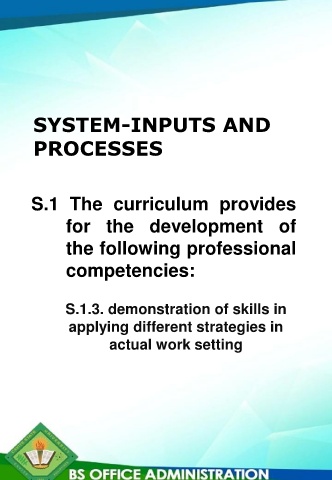 SYSTEM-INPUTS AND
PROCESSES
S.1 The curriculum provides
for the development of
the following professional
competencies:
S.1.3. demonstration of skills in
applying different strategies in
actual work setting
BS OFFICE ADMINISTRATION